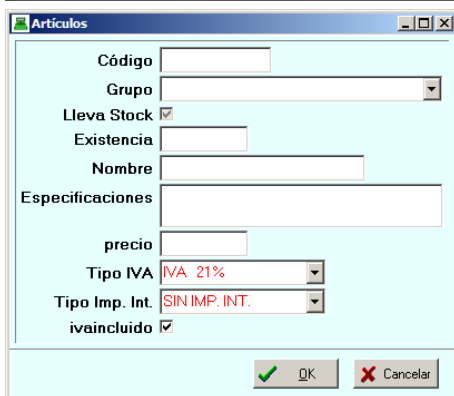 Artículos
Código
Grupo
Lleva Stock
Existencia
Nombre
Especificaciones
precio
Tipo IVA IVA 21%
Tipo Imp. Int. SIN IMP. INT.
ivaincluido
OK Cancelar